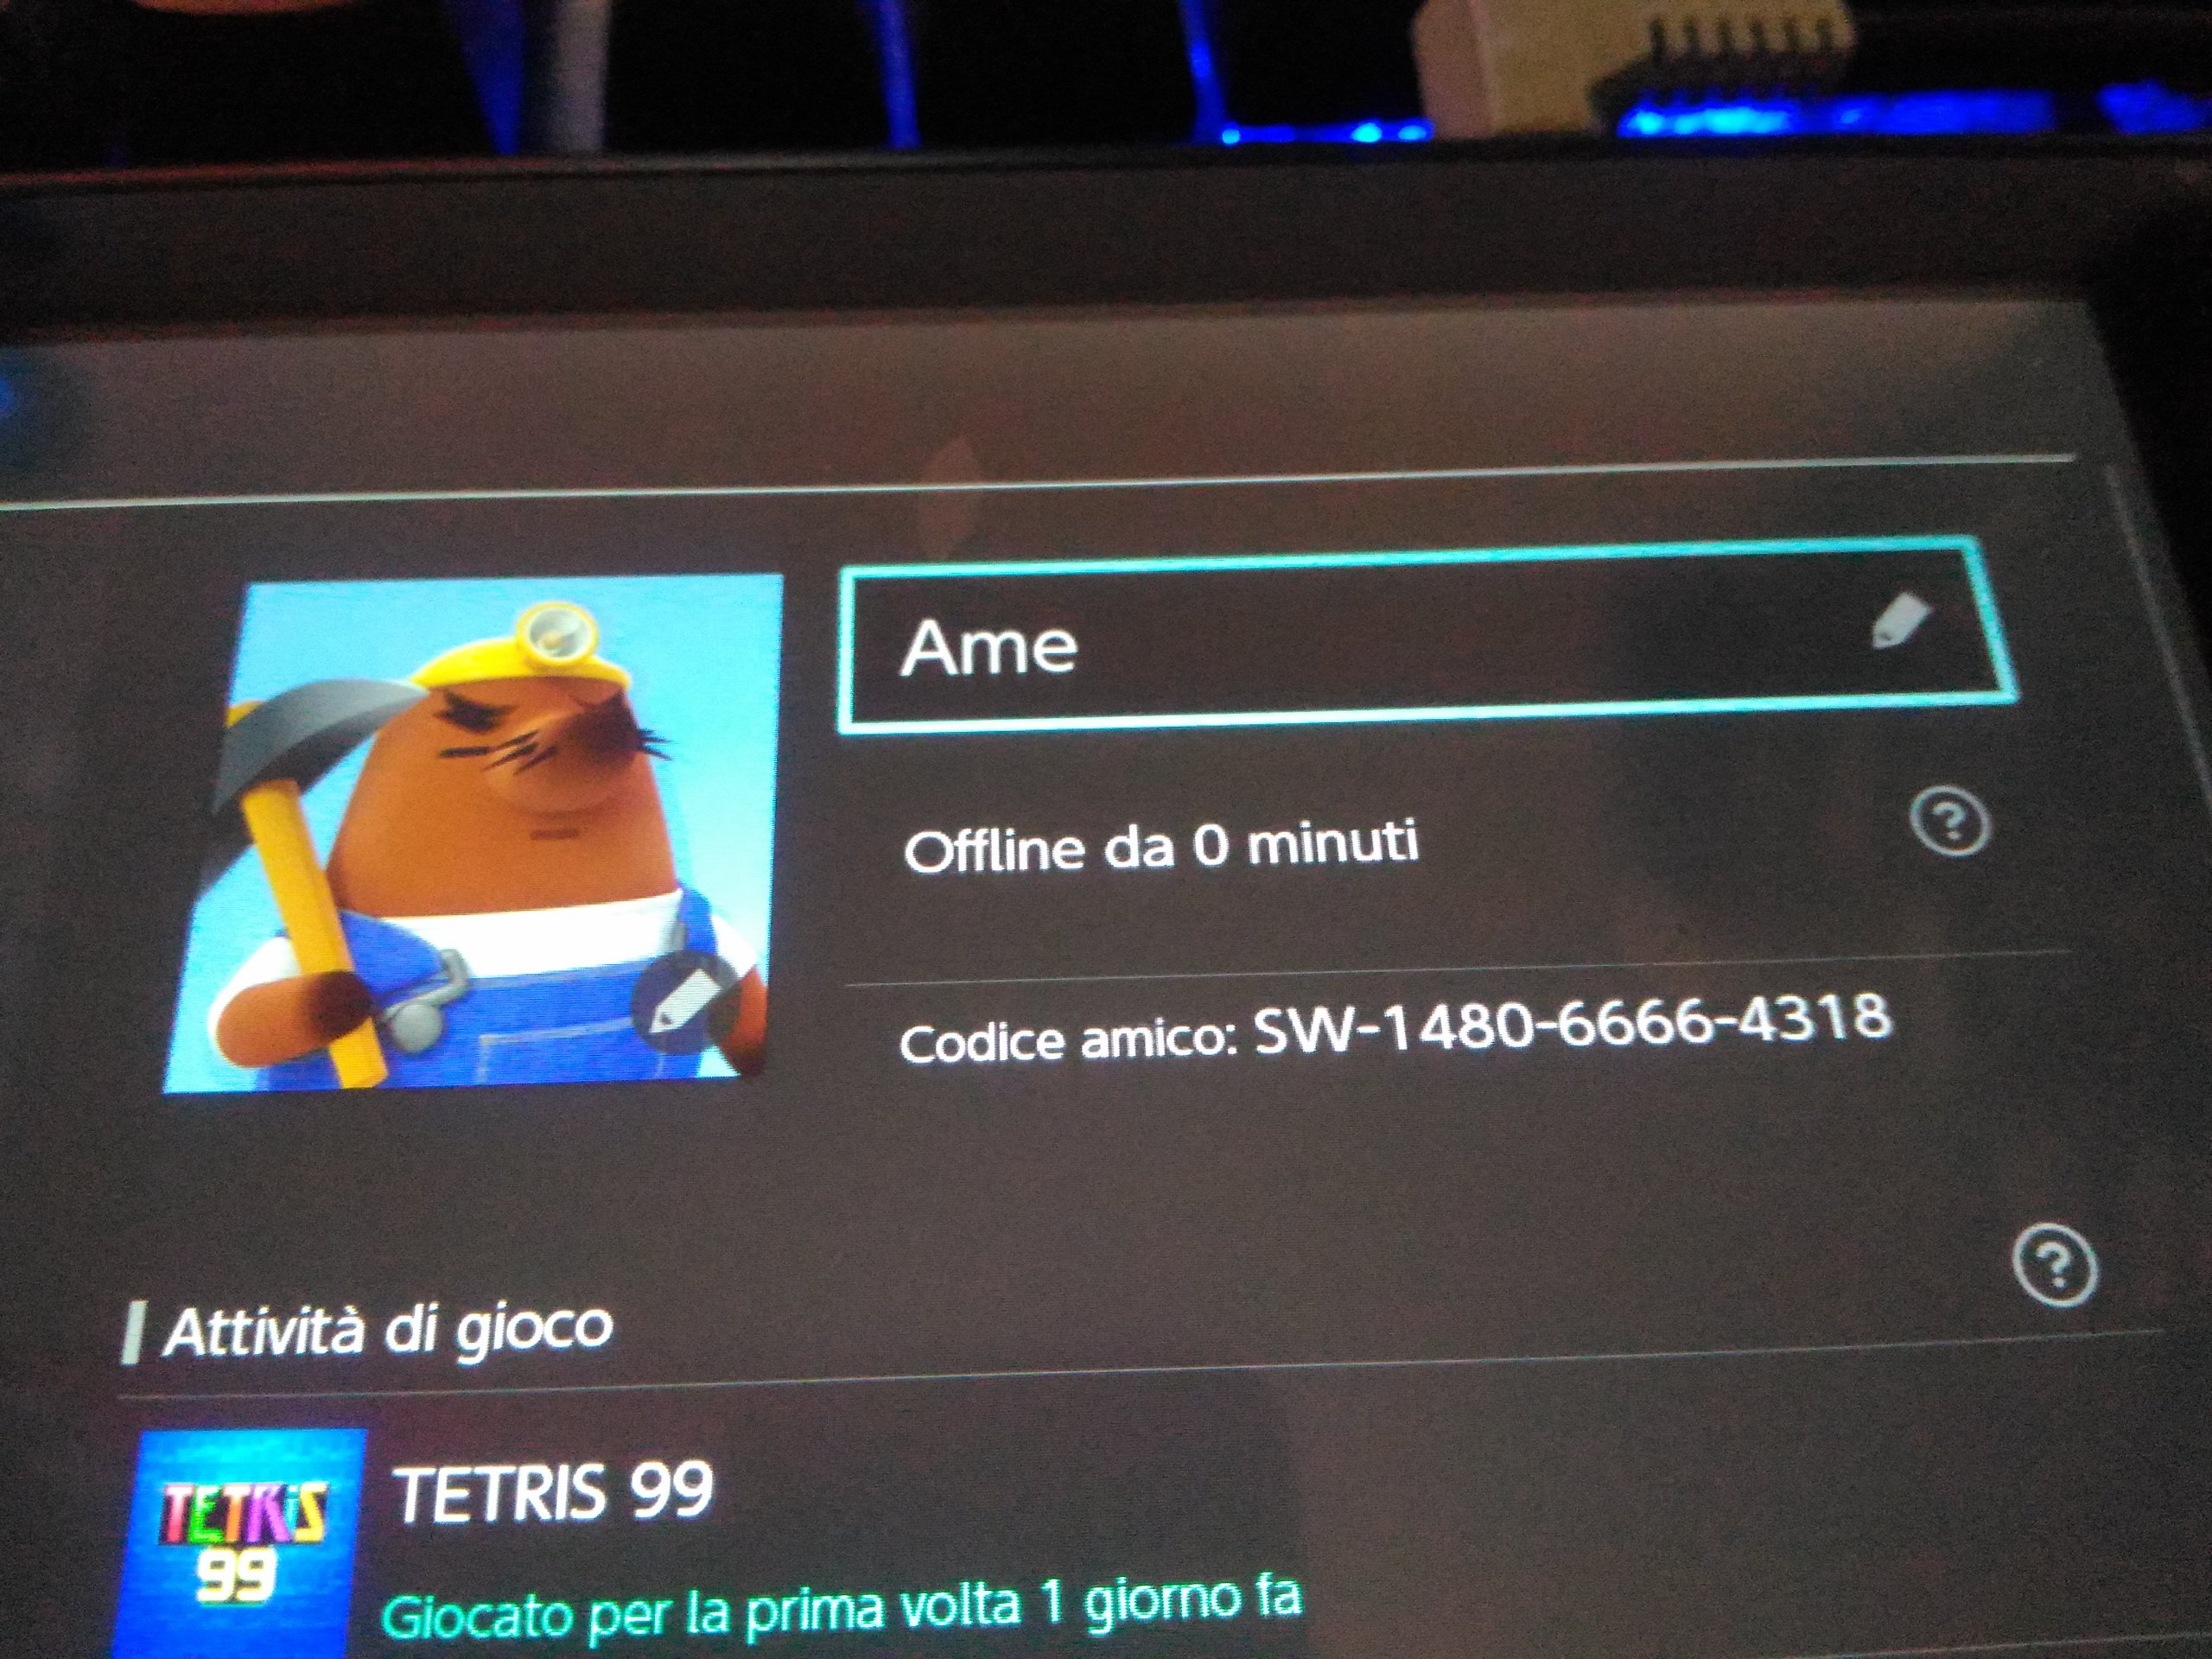 Ame
Offline da 0 minuti
Codice amico: SW-1480-6666-4318
Attività di gioco
TETRIS
99
TETRIS 99
Giocato per la prima volta 1 giorno fa